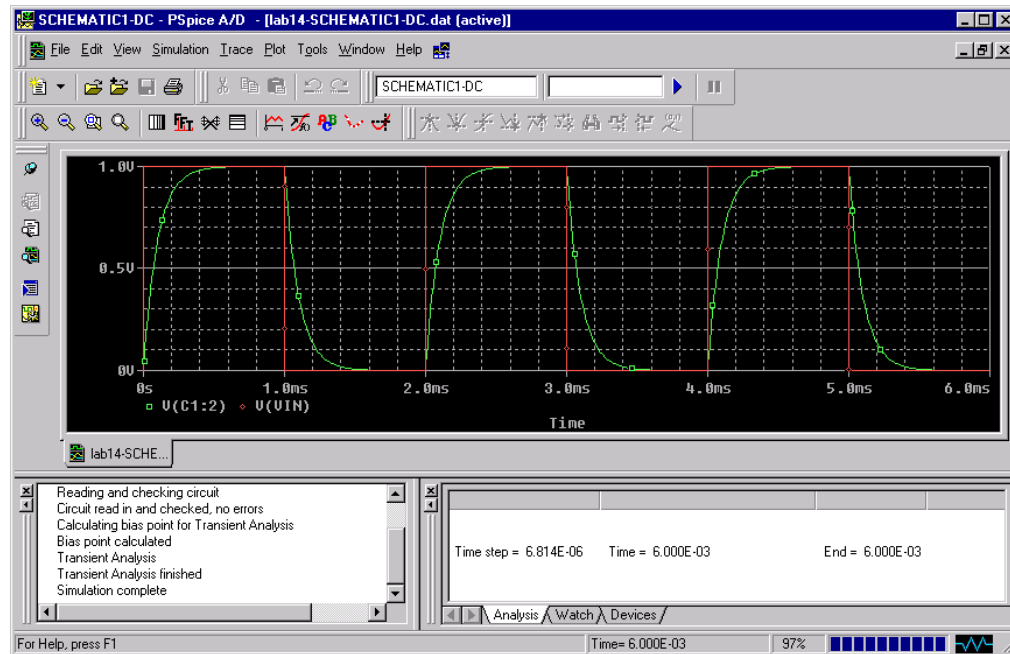 SCHEMATIC1-DC - PSpice A/D - [lab14-SCHEMATIC1-DC.dat (active)]
File Edit View Simulation Trace Plot Tools Window Help
SCHEMATIC1-DC
FFT
1.0V
0.5V
0V
0s 1.0ms 2.0ms 3.0ms 4.0ms 5.0ms 6.0ms
V(C1:2) V(VIN)
Time
lab14-SCHE...
Reading and checking circuit
Circuit read in and checked, no errors
Calculating bias point for Transient Analysis
Bias point calculated
Transient Analysis
Transient Analysis finished
Simulation complete
Time step = 6.814E-06 Time = 6.000E-03 End = 6.000E-03
Analysis Watch Devices
For Help, press F1 Time= 6.000E-03 97%